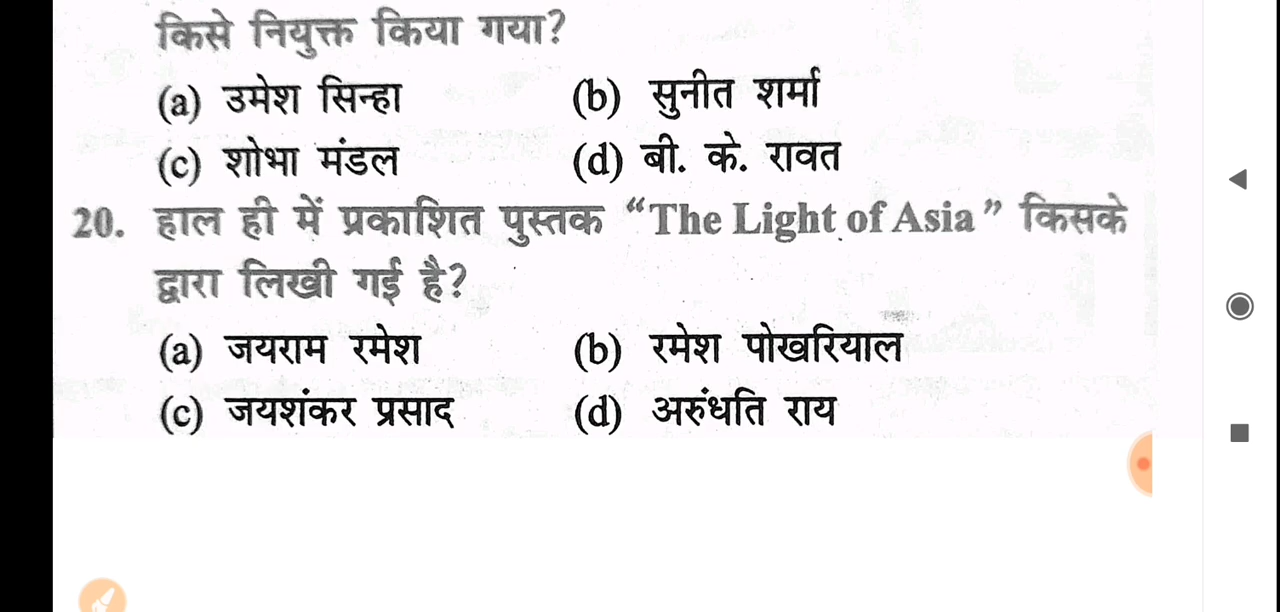 किसे नियुक्त किया गया?
(a) उमेश सिन्हा (b) सुनीत शर्मा
(c) शोभा मंडल (d) बी. के. रावत
20. हाल ही में प्रकाशित पुस्तक “The Light of Asia” किसके
द्वारा लिखी गई है?
(a) जयराम रमेश (b) रमेश पोखरियाल
(c) जयशंकर प्रसाद (d) अरुंधति राय